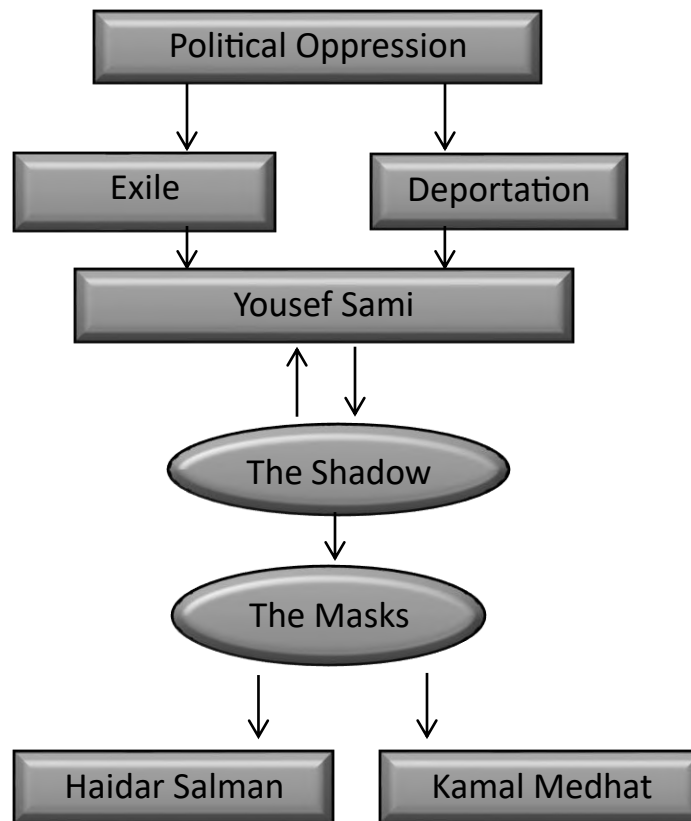 Political Oppression
Exile
Deportation
Yousef Sami
The Shadow
The Masks
Haidar Salman
Kamal Medhat